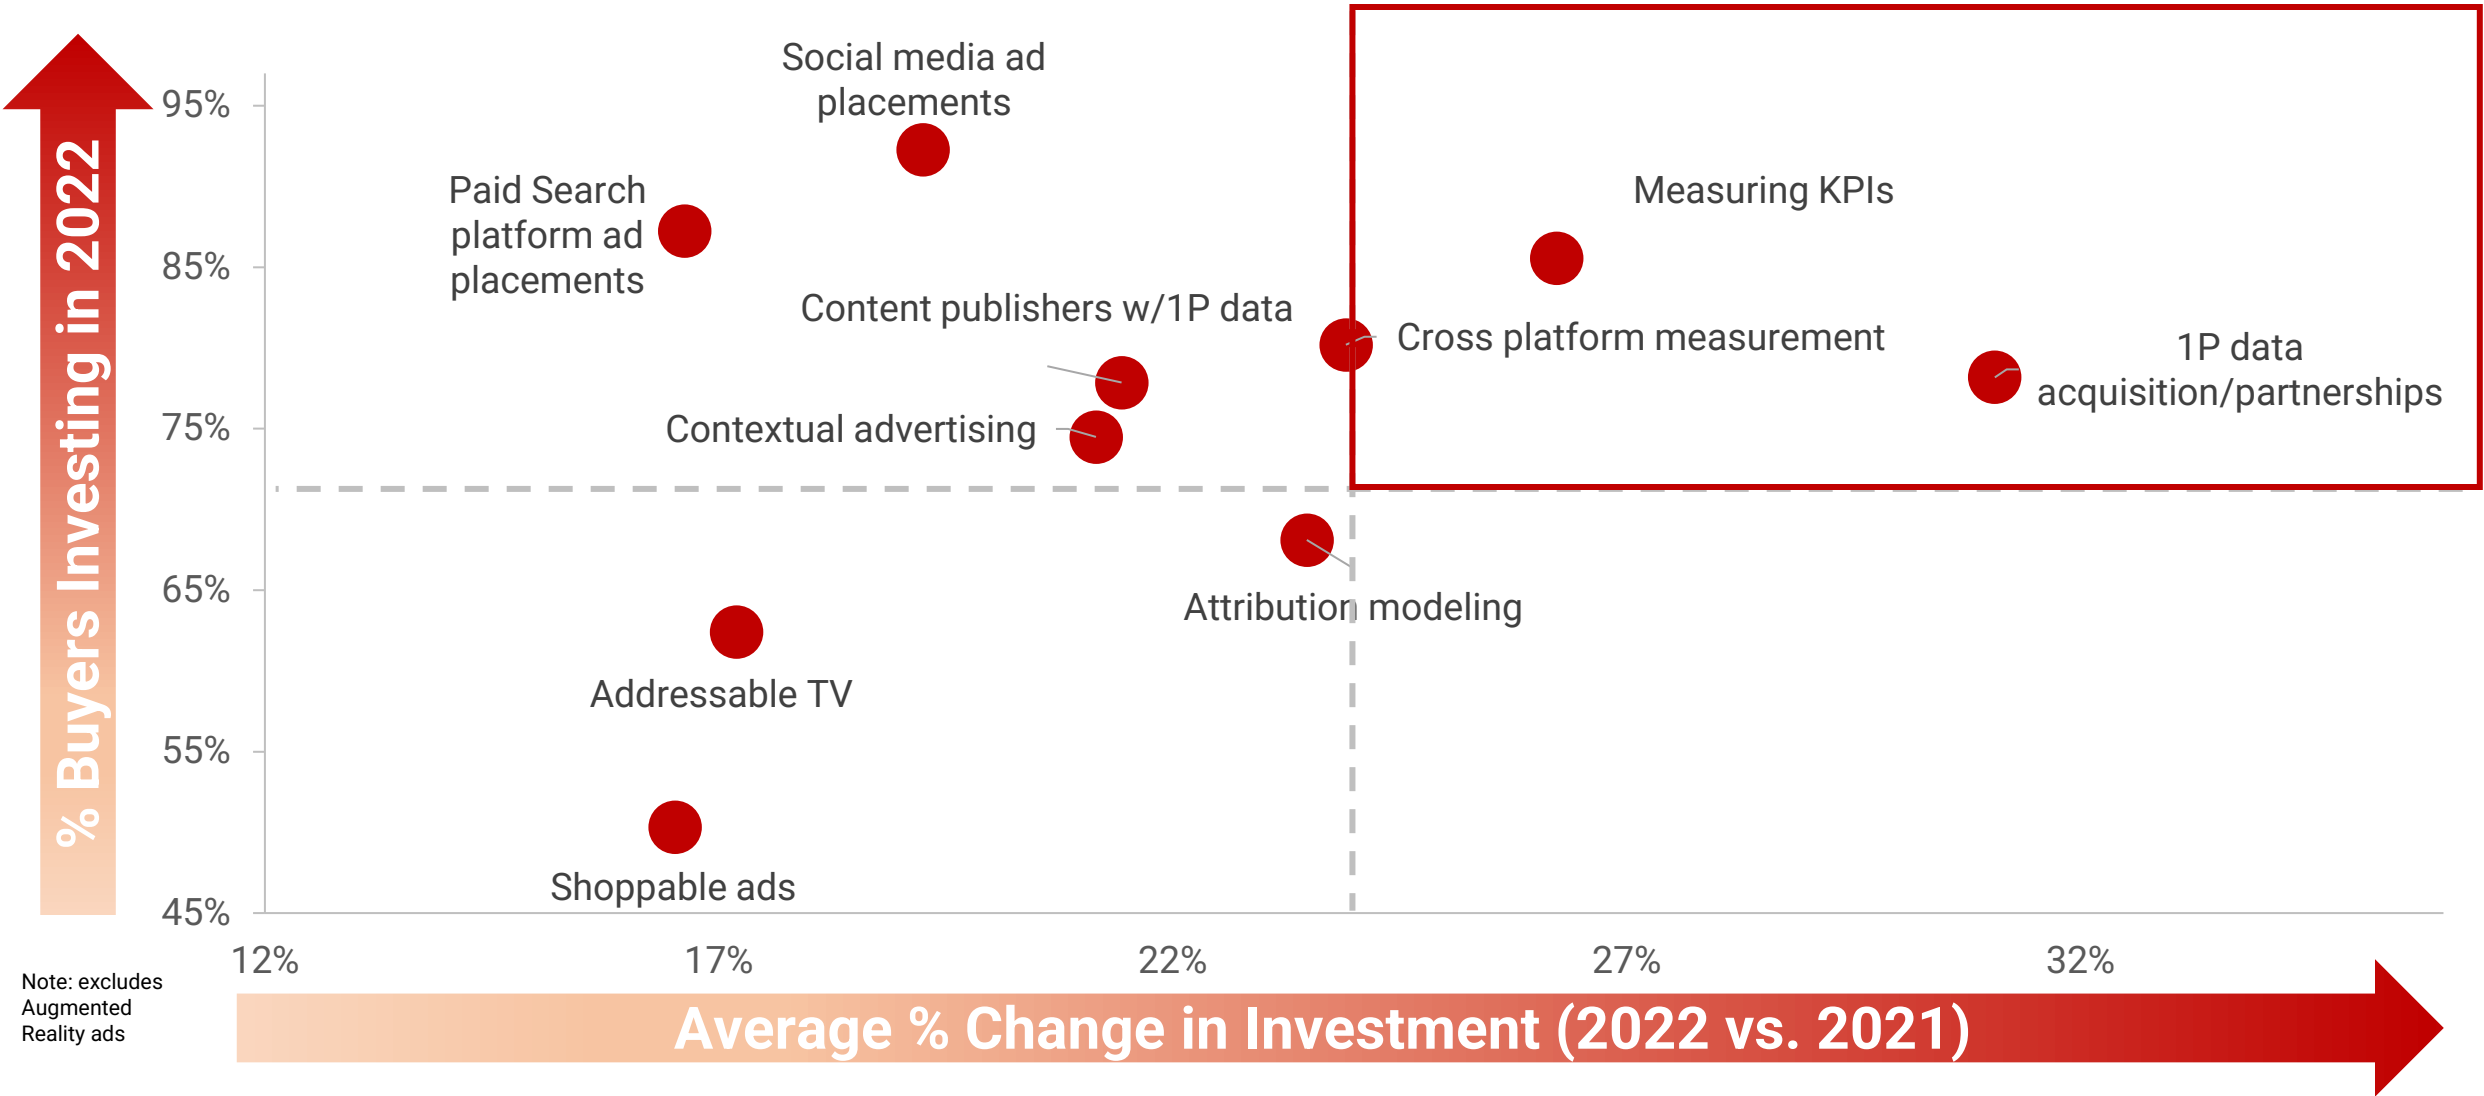 % Buyers Investing in 2022
95%
85%
75%
65%
55%
45%
Social media ad
placements
Paid Search
platform ad
placements
Measuring KPIs
Content publishers w/1P data
Cross platform measurement
1P data
acquisition/partnerships
Contextual advertising
Attribution modeling
Addressable TV
Shoppable ads
12%
17%
22%
27%
32%
Note: excludes
Augmented
Reality ads
Average % Change in Investment (2022 vs. 2021)